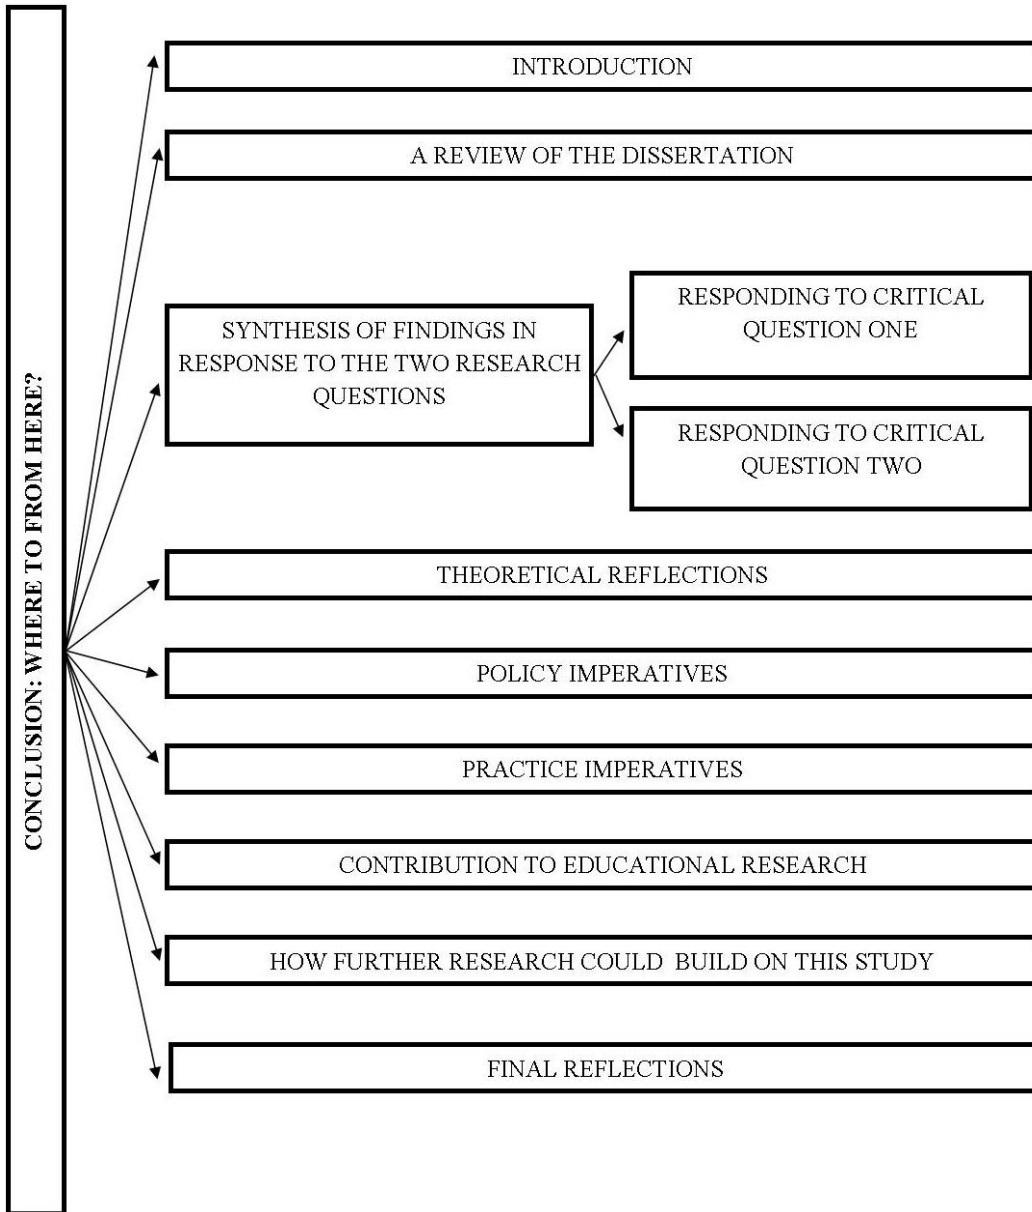 CONCLUSION: WHERE TO FROM HERE?
INTRODUCTION
A REVIEW OF THE DISSERTATION
SYNTHESIS OF FINDINGS IN
RESPONSE TO THE TWO RESEARCH
QUESTIONS
RESPONDING TO CRITICAL
QUESTION ONE
RESPONDING TO CRITICAL
QUESTION TWO
THEORETICAL REFLECTIONS
POLICY IMPERATIVES
PRACTICE IMPERATIVES
CONTRIBUTION TO EDUCATIONAL RESEARCH
HOW FURTHER RESEARCH COULD BUILD ON THIS STUDY
FINAL REFLECTIONS